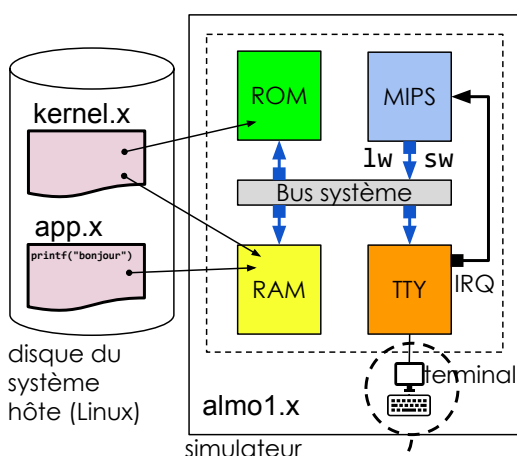 kernel.x
app.x
printf("bonjour")
disque du
système
hôte (Linux)
ROM
MIPS
lw sw
Bus système
RAM
TTY
IRQ
terminal
almo1.x
simulateur